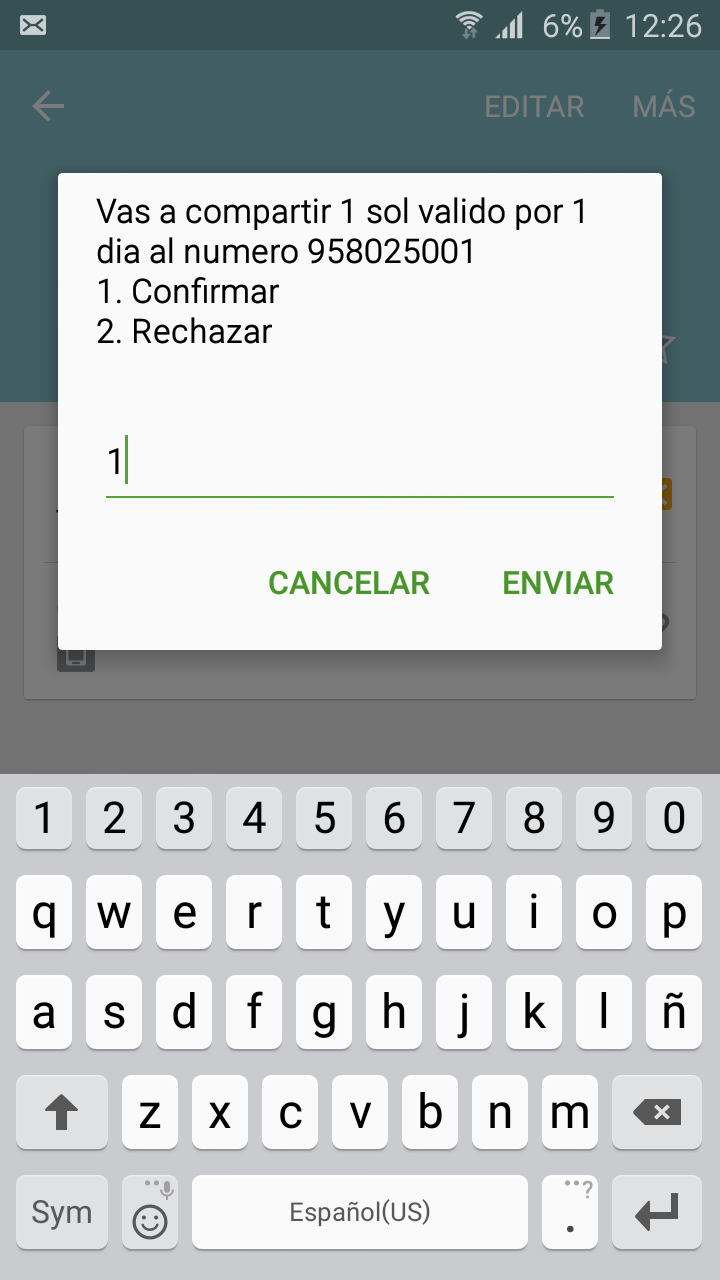 6% 12:26
EDITAR MÁS
Vas a compartir 1 sol valido por 1
dia al numero 958025001
1. Confirmar
2. Rechazar
1
CANCELAR ENVIAR
1 2 3 4 5 6 7 8 9 0
q w e r t y u i o p
a s d f g h j k l ñ
z x c v b n m
Sym Español(US) . ?